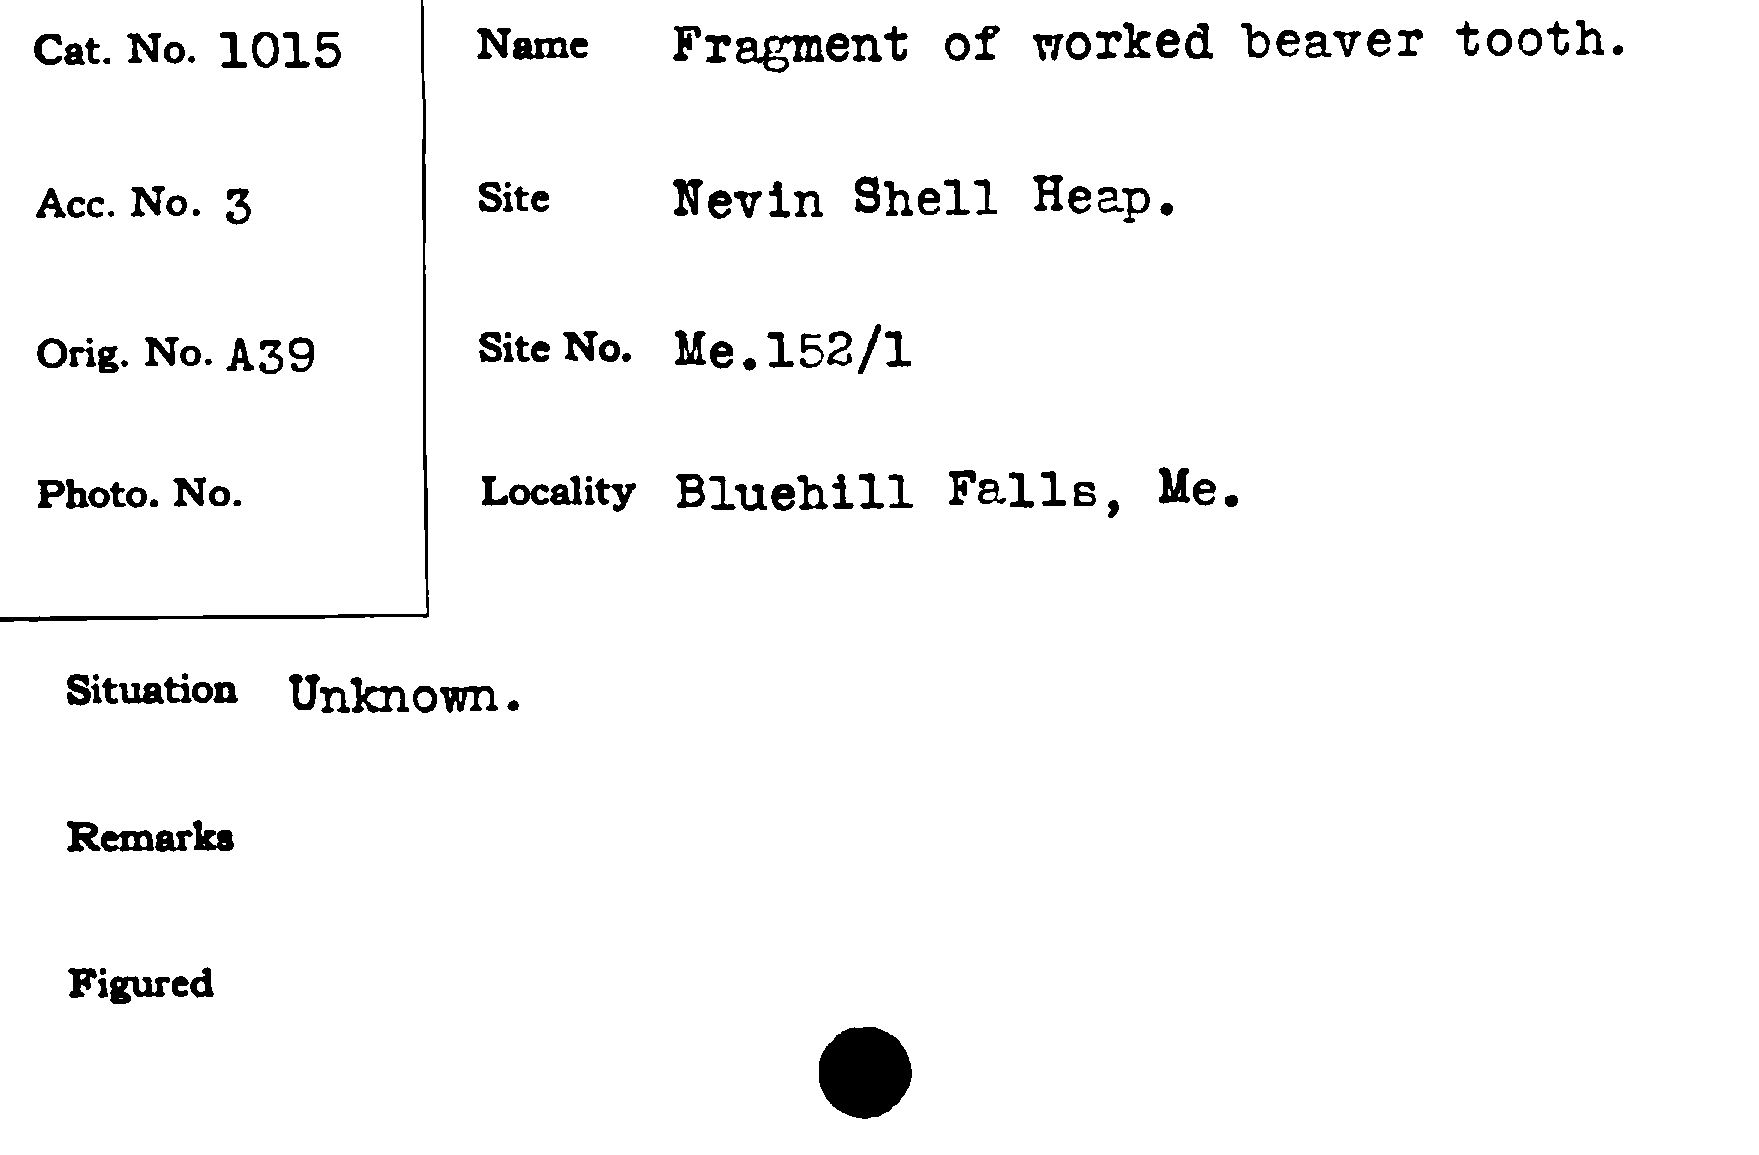 Cat. No. 1015
Name Fragment of worked beaver tooth.
Acc. No. 3
Site Nevin Shell Heap.
Orig. No. A39
Site No. Me.152/1
Photo. No.
Locality Bluehill Falls, Me.
Situation Unknown.
Remarks
Figured